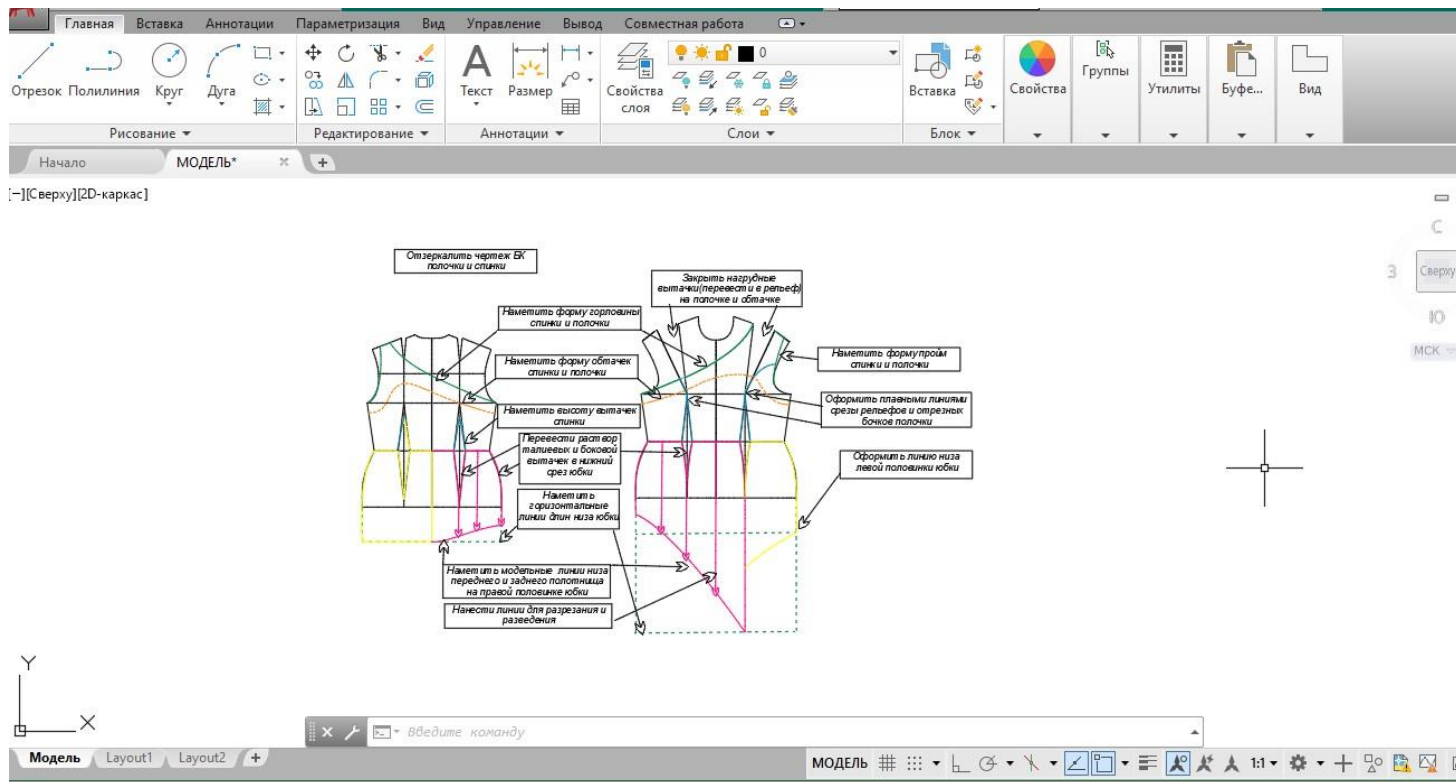 Главная Вставка Аннотации Параметризация Вид Управление Вывод Совместная работа
Отрезок Полилиния Круг Дуга
Текст Размер
Свойства
слоя
0
Вставка
Свойства
Группы
Утилиты
Буфе...
Вид
Рисование
Редактирование
Аннотации
Слои
Блок
Начало МОДЕЛЬ*
[−][Сверху][2D-каркас]
С
З
Сверху
Ю
МСК
Отзеркалить чертеж БК
полочки и спинки
Закрыть нагрудные
вытачки(перевести в рельеф)
на полочке и обтачке
Наметить форму горловины
спинки и полочки
Наметить форму пройм
спинки и полочки
Наметить форму обтачек
спинки и полочки
Оформить плавными линиями
срезы рельефов и отрезных
бочков полочки
Наметить высоту вытачек
спинки
Перевести раствор
талиевых и боковой
вытачек в нижний
срез юбки
Оформить линию низа
левой половинки юбки
Наметить
горизонтальные
линии длин низа юбки
Наметить модельные линии низа
переднего и заднего полотнища
на правой половинке юбки
Нанести линии для разрезания и
разведения
Y
X
Введите команду
Модель Layout1 Layout2
МОДЕЛЬ
1:1